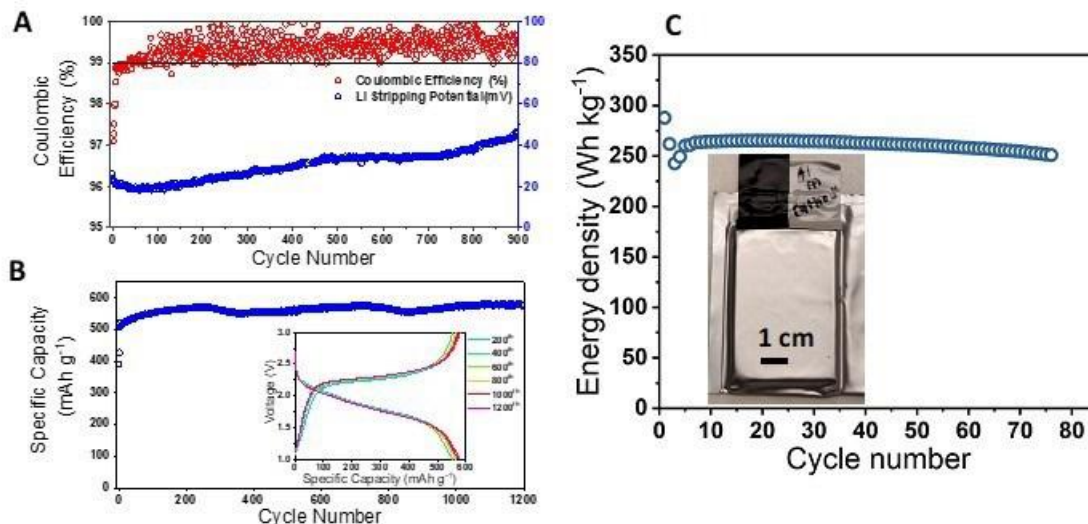 A
100
99
98
97
96
95
Coulombic
Efficiency (%)
Coulombic Efficiency (%)
Li Stripping Potential(mV)
100
80
60
40
20
0
0 100 200 300 400 500 600 700 800 900
Cycle Number
B
600
500
400
300
200
100
0
Specific Capacity
(mAh g⁻¹)
3.0
2.5
2.0
1.5
1.0
Voltage (V)
200th
400th
600th
800th
1000th
1200th
0 100 200 300 400 500 600
Specific Capacity (mAh g⁻¹)
0 200 400 600 800 1000 1200
Cycle Number
C
350
300
250
200
150
100
50
0
Energy density (Wh kg⁻¹)
1 cm
0 10 20 30 40 50 60 70 80
Cycle number